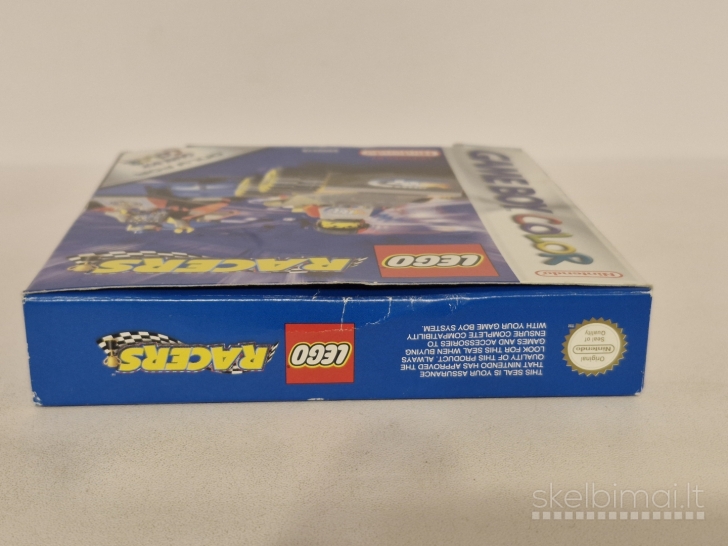 GAME BOY COLOR
Nintendo
Nintendo
LEGO
RACERS
LEGO
RACERS
THIS SEAL IS YOUR ASSURANCE
THAT NINTENDO HAS APPROVED THE
QUALITY OF THIS PRODUCT. ALWAYS
LOOK FOR THIS SEAL WHEN BUYING
GAMES AND ACCESSORIES TO
ENSURE COMPLETE COMPATIBILITY
WITH YOUR GAME BOY SYSTEM.
Original
Nintendo
Seal of
Quality
skelbimai.lt